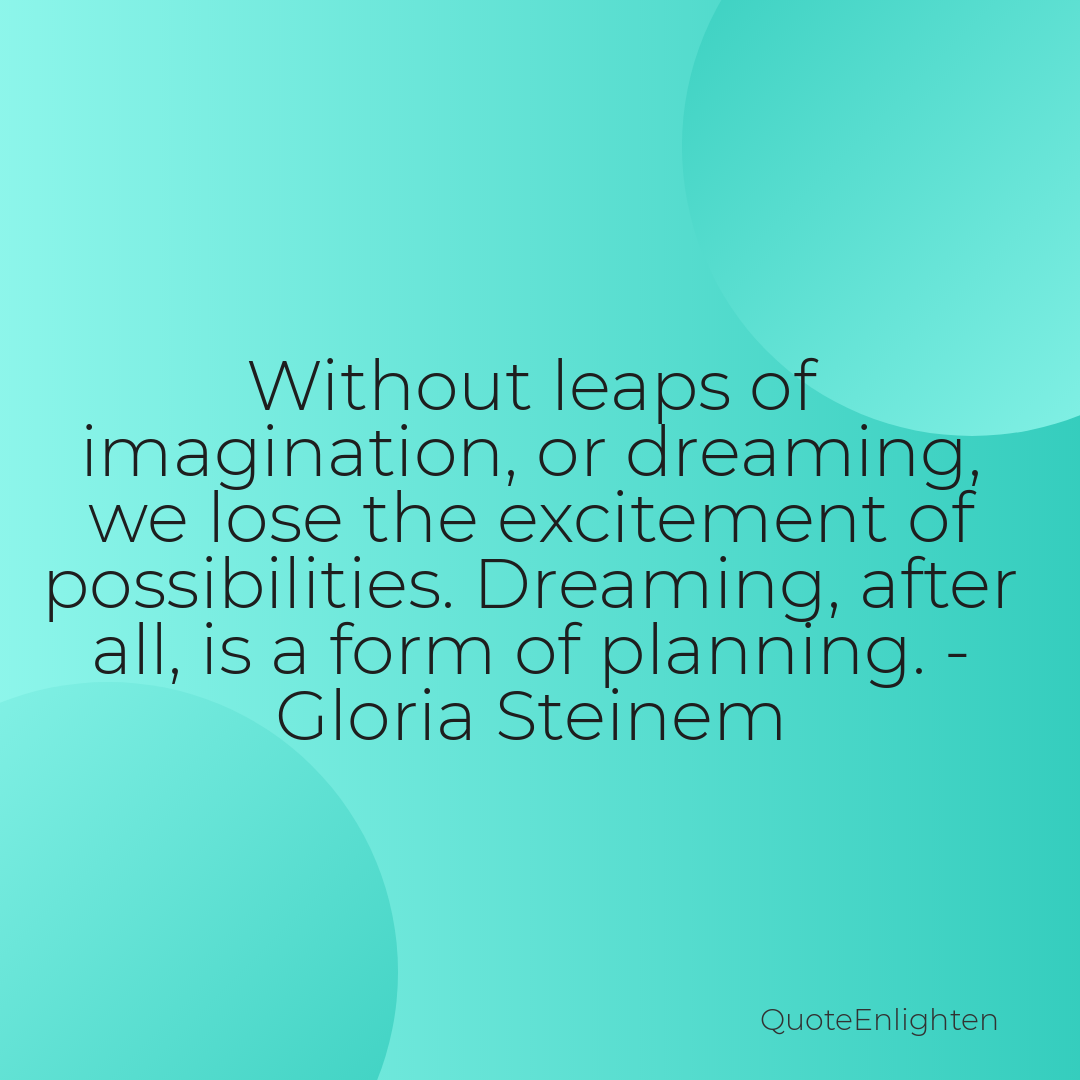 Without leaps of
imagination, or dreaming,
we lose the excitement of
possibilities. Dreaming, after
all, is a form of planning. -
Gloria Steinem
QuoteEnlighten